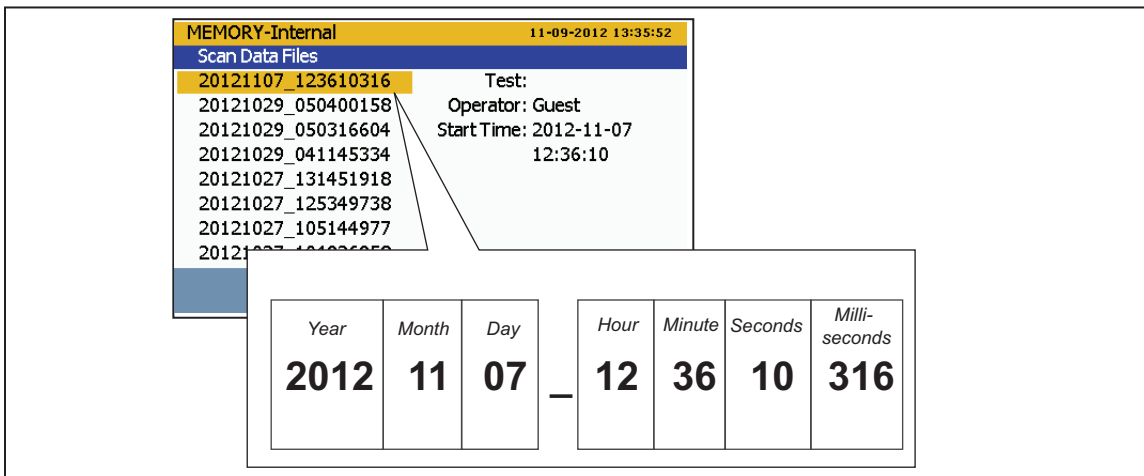 MEMORY-Internal 11-09-2012 13:35:52
Scan Data Files
20121107_123610316 Test:
20121029_050400158 Operator: Guest
20121029_050316604 Start Time: 2012-11-07
20121029_041145334 12:36:10
20121027_131451918
20121027_125349738
20121027_105144977
Year Month Day Hour Minute Seconds Milli-
seconds
2012 11 07 _ 12 36 10 316